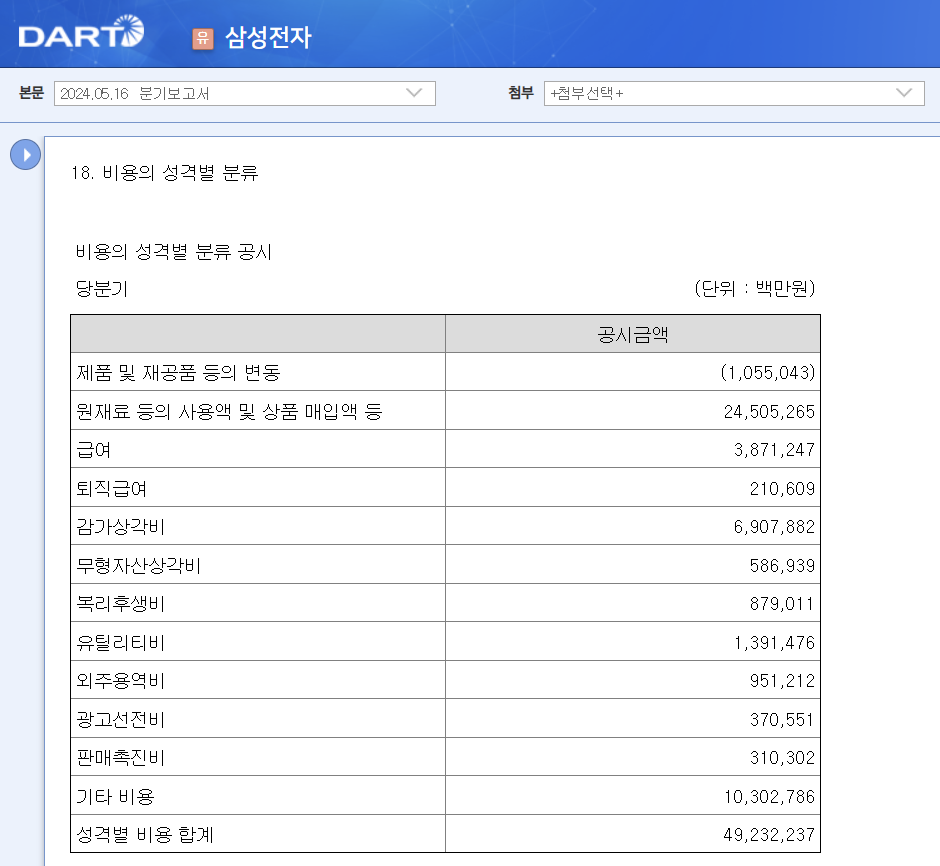 DART
유 삼성전자
본문 2024.05.16 분기보고서 첨부 +첨부선택+
18. 비용의 성격별 분류
비용의 성격별 분류 공시
당분기 (단위 : 백만원)
공시금액
제품 및 재공품 등의 변동 (1,055,043)
원재료 등의 사용액 및 상품 매입액 등 24,505,265
급여 3,871,247
퇴직급여 210,609
감가상각비 6,907,882
무형자산상각비 586,939
복리후생비 879,011
유틸리티비 1,391,476
외주용역비 951,212
광고선전비 370,551
판매촉진비 310,302
기타 비용 10,302,786
성격별 비용 합계 49,232,237